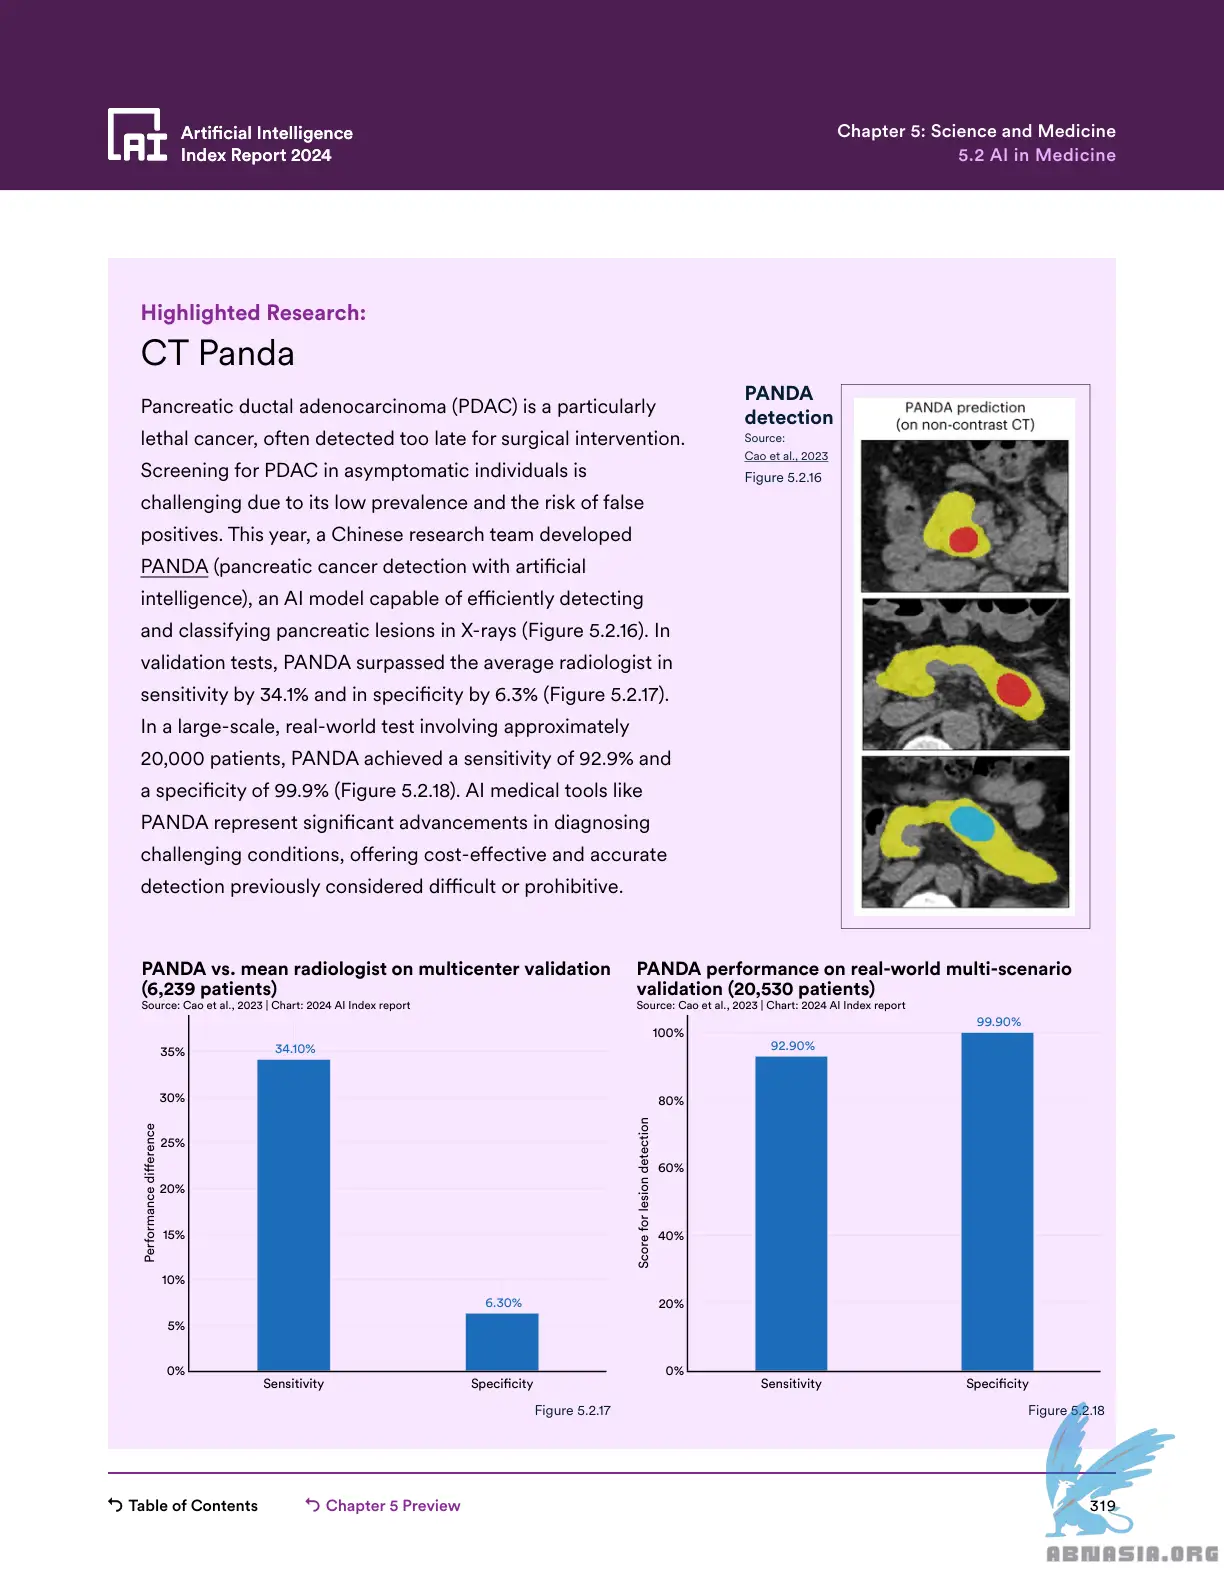 Artificial Intelligence
Index Report 2024
Chapter 5: Science and Medicine
5.2 AI in Medicine
Highlighted Research:
CT Panda
Pancreatic ductal adenocarcinoma (PDAC) is a particularly
lethal cancer, often detected too late for surgical intervention.
Screening for PDAC in asymptomatic individuals is
challenging due to its low prevalence and the risk of false
positives. This year, a Chinese research team developed
PANDA (pancreatic cancer detection with artificial
intelligence), an AI model capable of efficiently detecting
and classifying pancreatic lesions in X-rays (Figure 5.2.16). In
validation tests, PANDA surpassed the average radiologist in
sensitivity by 34.1% and in specificity by 6.3% (Figure 5.2.17).
In a large-scale, real-world test involving approximately
20,000 patients, PANDA achieved a sensitivity of 92.9% and
a specificity of 99.9% (Figure 5.2.18). AI medical tools like
PANDA represent significant advancements in diagnosing
challenging conditions, offering cost-effective and accurate
detection previously considered difficult or prohibitive.
PANDA
detection
Source:
Cao et al., 2023
Figure 5.2.16
PANDA prediction
(on non-contrast CT)
PANDA vs. mean radiologist on multicenter validation
(6,239 patients)
Source: Cao et al., 2023 | Chart: 2024 AI Index report
Performance difference
35%
30%
25%
20%
15%
10%
5%
0%
34.10%
6.30%
Sensitivity
Specificity
Figure 5.2.17
PANDA performance on real-world multi-scenario
validation (20,530 patients)
Source: Cao et al., 2023 | Chart: 2024 AI Index report
Score for lesion detection
100%
80%
60%
40%
20%
0%
92.90%
99.90%
Sensitivity
Specificity
Figure 5.2.18
Table of Contents
Chapter 5 Preview
319
ABNASIA.ORG